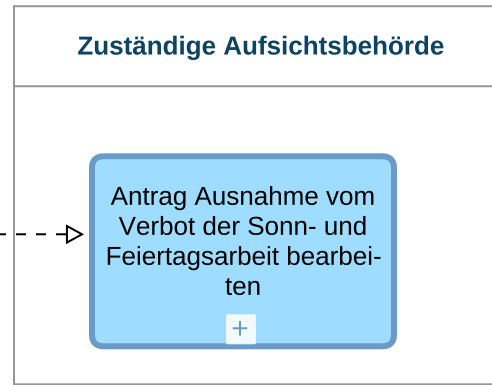 Zuständige Aufsichtsbehörde
Antrag Ausnahme vom
Verbot der Sonn- und
Feiertagsarbeit bearbei-
ten